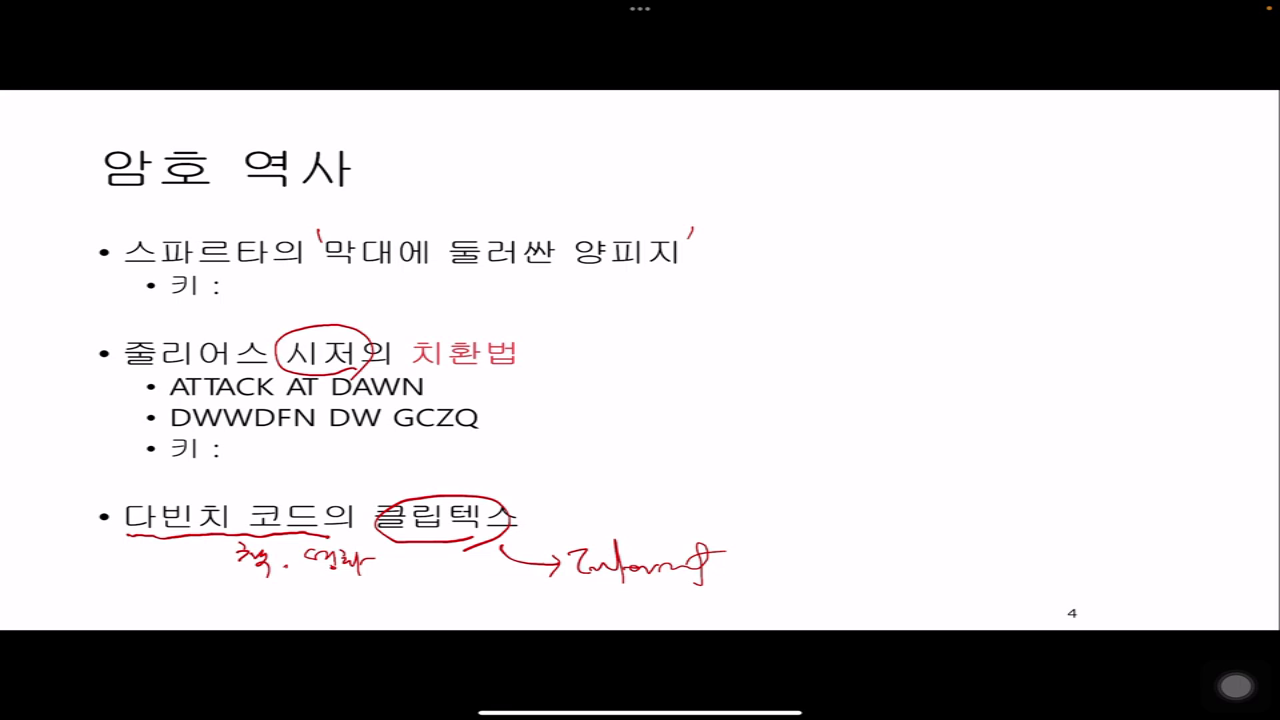 암호 역사
• 스파르타의 '막대에 둘러싼 양피지'
• 키 :
• 줄리어스 시저의 치환법
• ATTACK AT DAWN
• DWWDFN DW GCZQ
• 키 :
• 다빈치 코드의 클립텍스
책. 영화
4